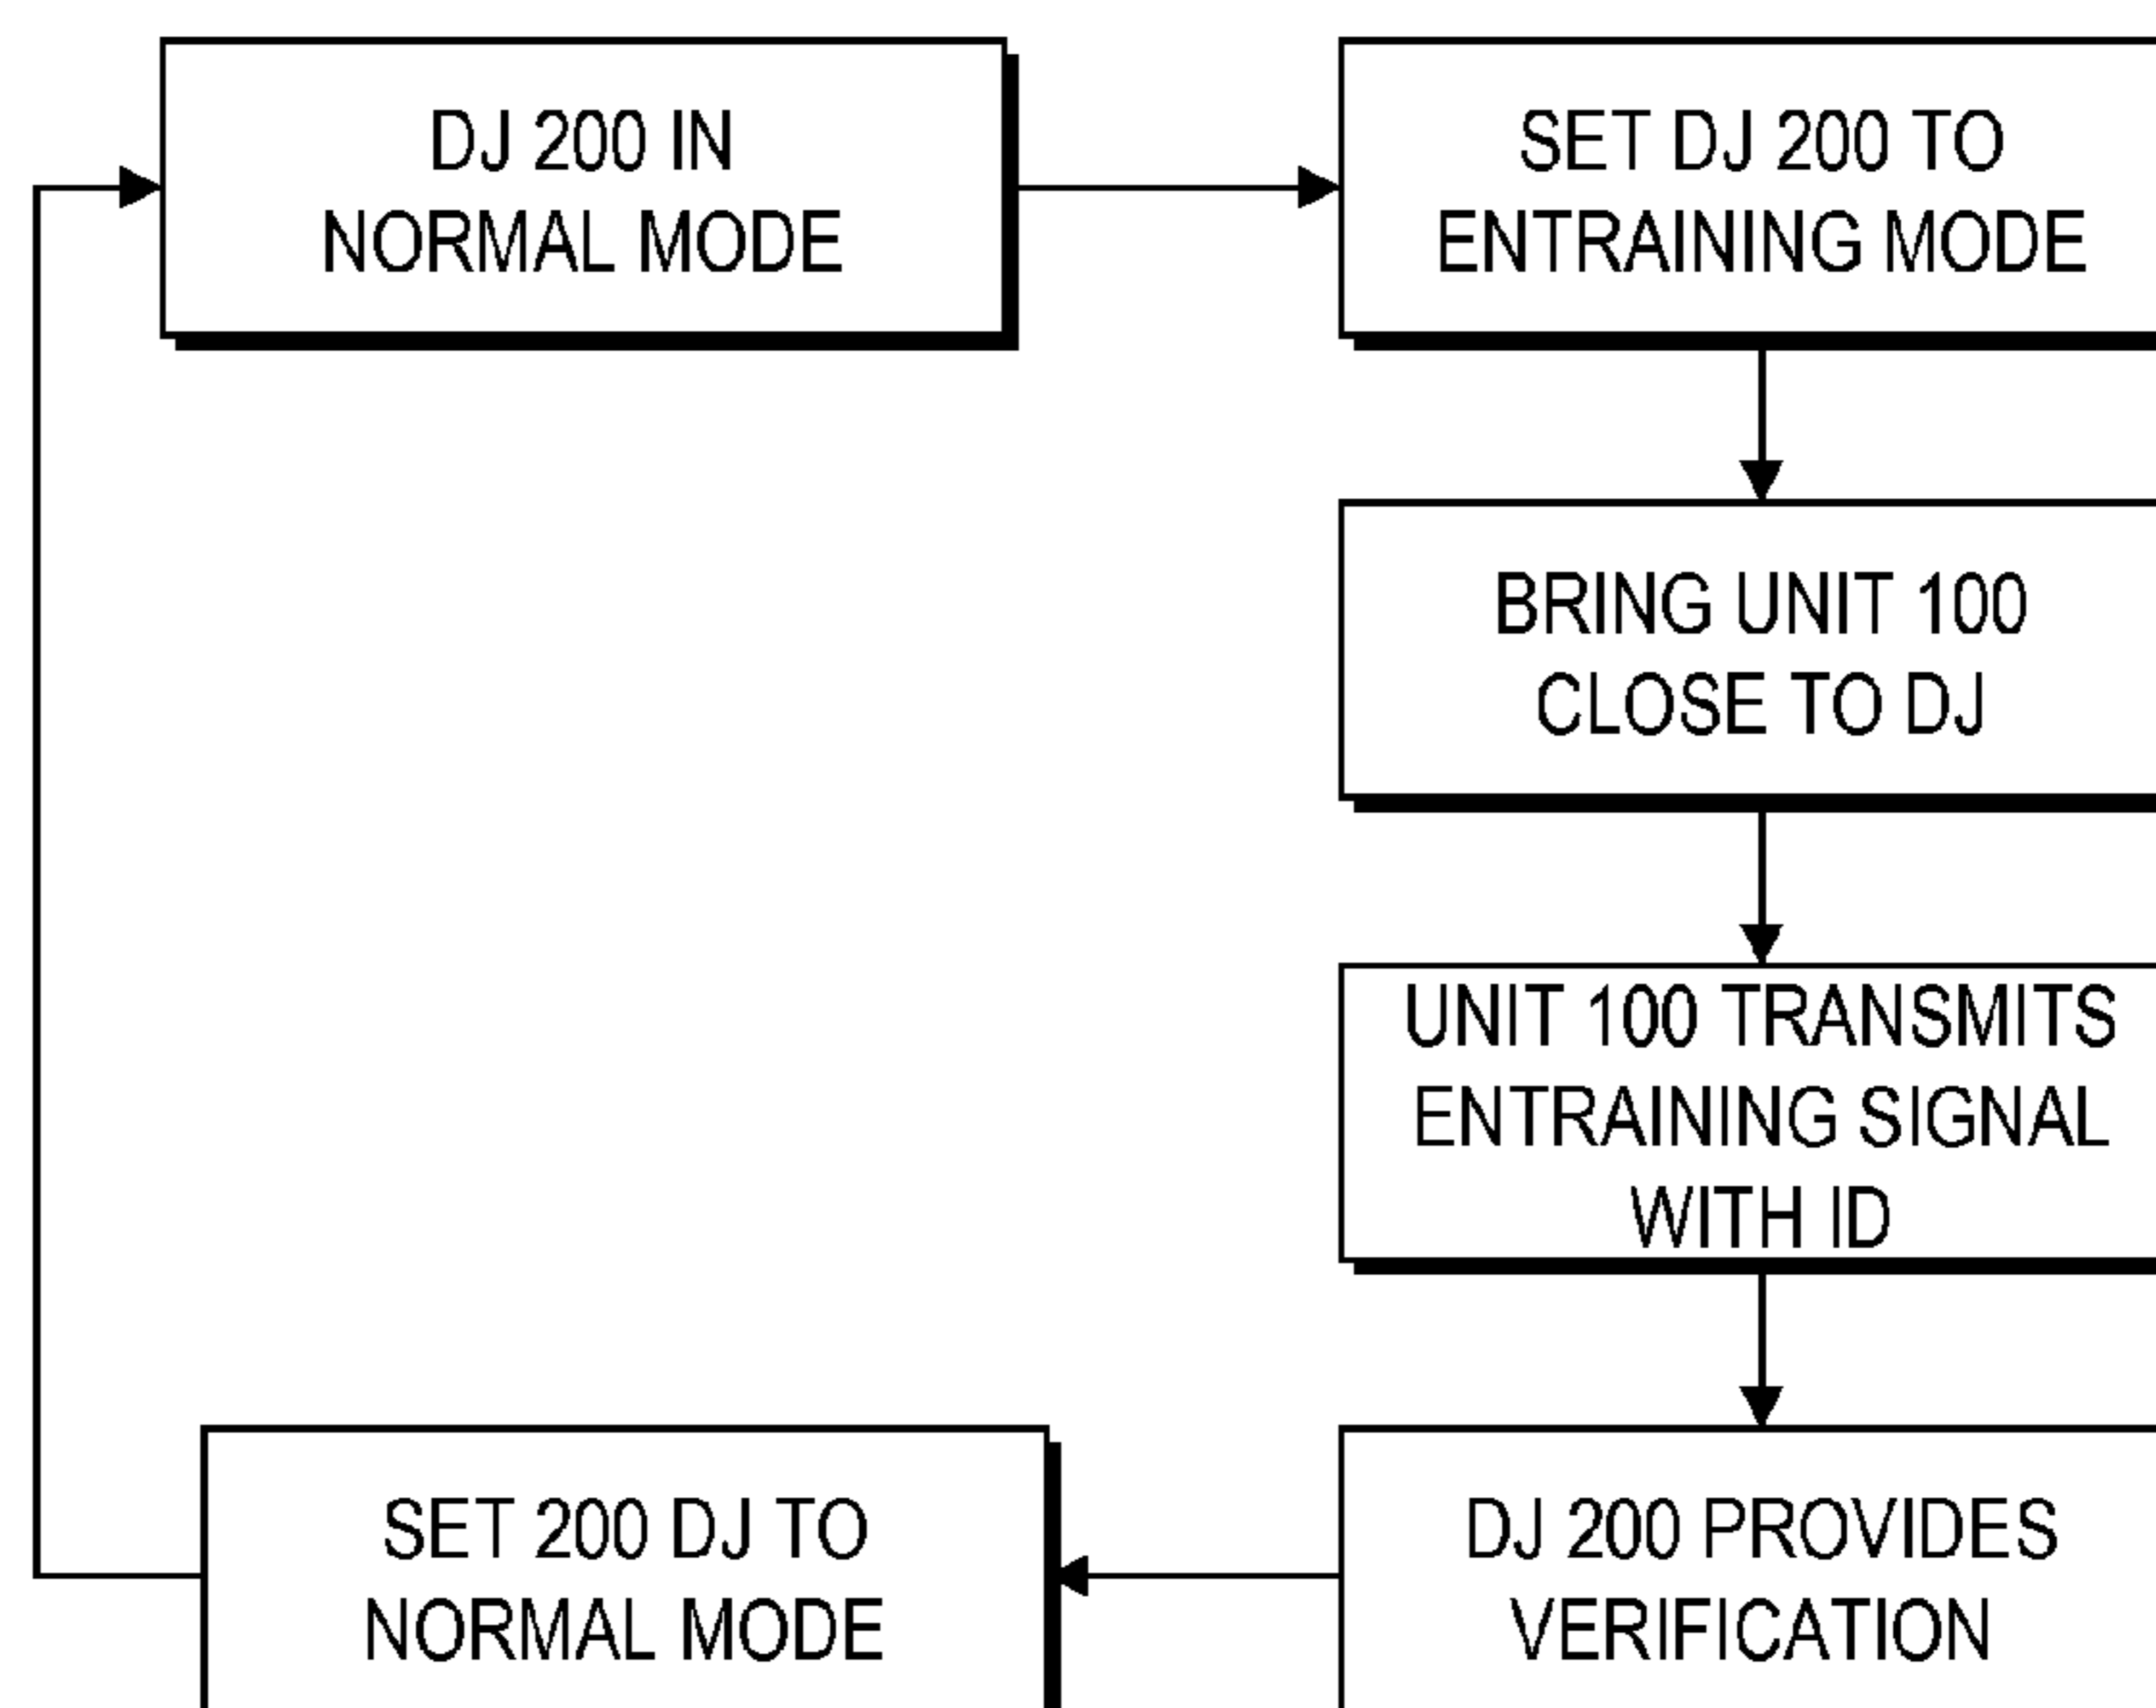 DJ 200 IN
NORMAL MODE
SET DJ 200 TO
ENTRAINING MODE
BRING UNIT 100
CLOSE TO DJ
UNIT 100 TRANSMITS
ENTRAINING SIGNAL
WITH ID
DJ 200 PROVIDES
VERIFICATION
SET 200 DJ TO
NORMAL MODE